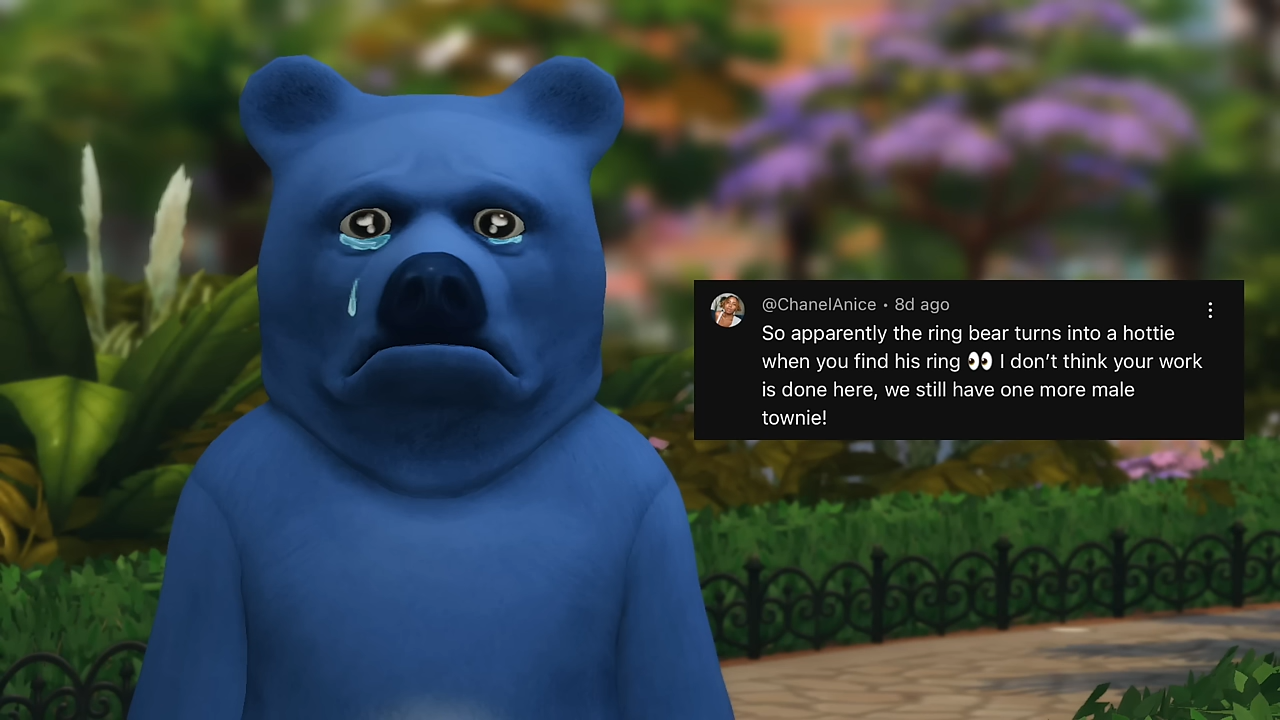 @ChanelAnice • 8d ago
So apparently the ring bear turns into a hottie
when you find his ring 👀 I don’t think your work
is done here, we still have one more male
townie!